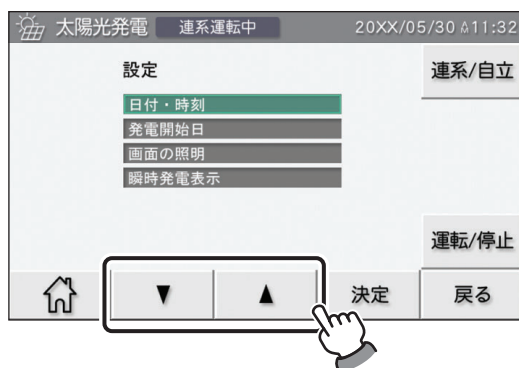 太陽光発電 連系運転中 20XX/05/30 11:32
設定
連系/自立
日付・時刻
発電開始日
画面の照明
瞬時発電表示
運転/停止
▼ ▲ 決定 戻る